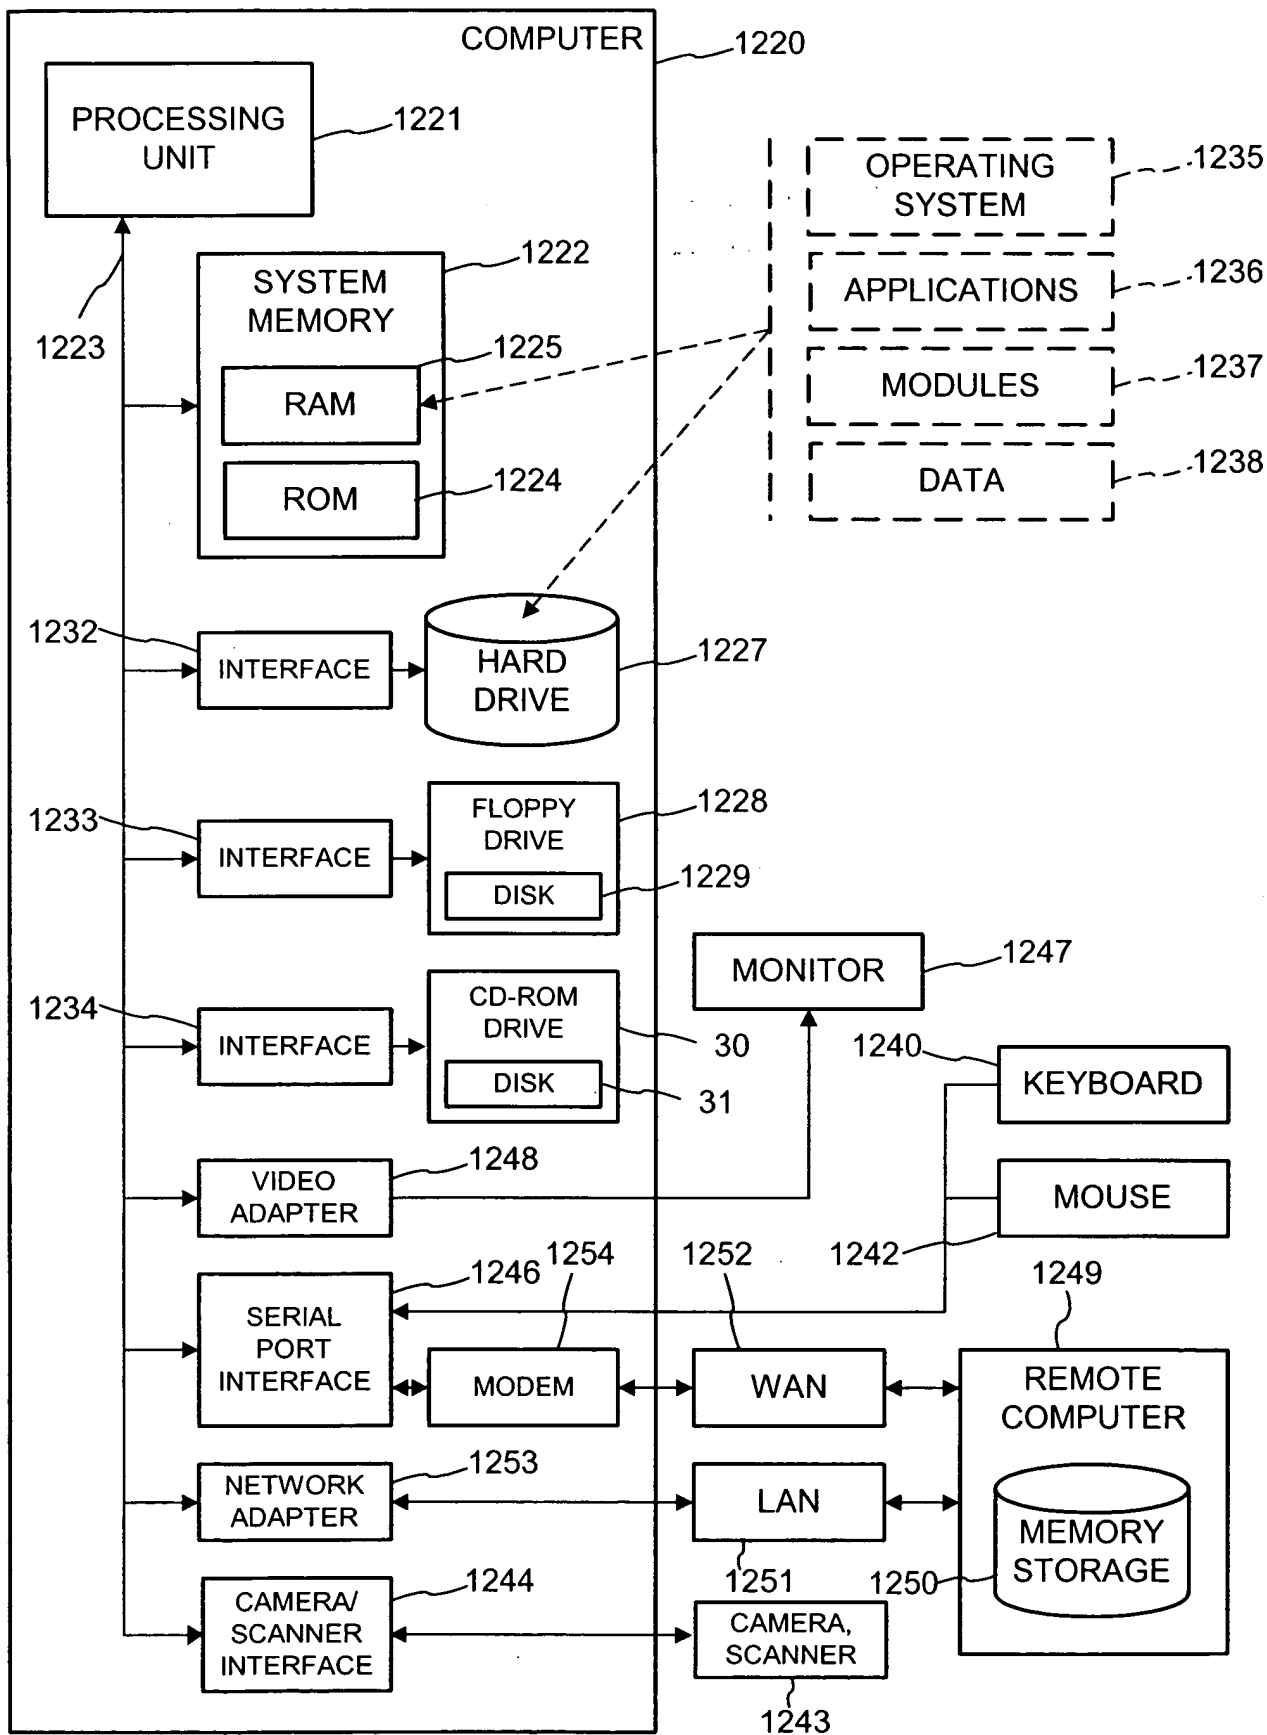 COMPUTER
1220
PROCESSING
UNIT
1221
OPERATING
SYSTEM
1235
1223
SYSTEM
MEMORY
1222
APPLICATIONS
1236
RAM
1225
MODULES
1237
ROM
1224
DATA
1238
1232
INTERFACE
HARD
DRIVE
1227
1233
INTERFACE
FLOPPY
DRIVE
1228
DISK
1229
MONITOR
1247
1234
INTERFACE
CD-ROM
DRIVE
30
DISK
31
1240
KEYBOARD
VIDEO
ADAPTER
1248
MOUSE
1242
SERIAL
PORT
INTERFACE
1246
1254
MODEM
1252
WAN
1249
REMOTE
COMPUTER
NETWORK
ADAPTER
1253
LAN
1251
MEMORY
STORAGE
1250
CAMERA/
SCANNER
INTERFACE
1244
CAMERA,
SCANNER
1243